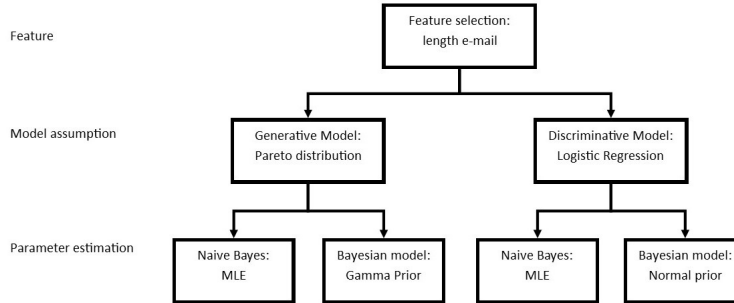 Feature
Feature selection:
length e-mail
Model assumption
Generative Model:
Pareto distribution
Discriminative Model:
Logistic Regression
Parameter estimation
Naive Bayes:
MLE
Bayesian model:
Gamma Prior
Naive Bayes:
MLE
Bayesian model:
Normal prior